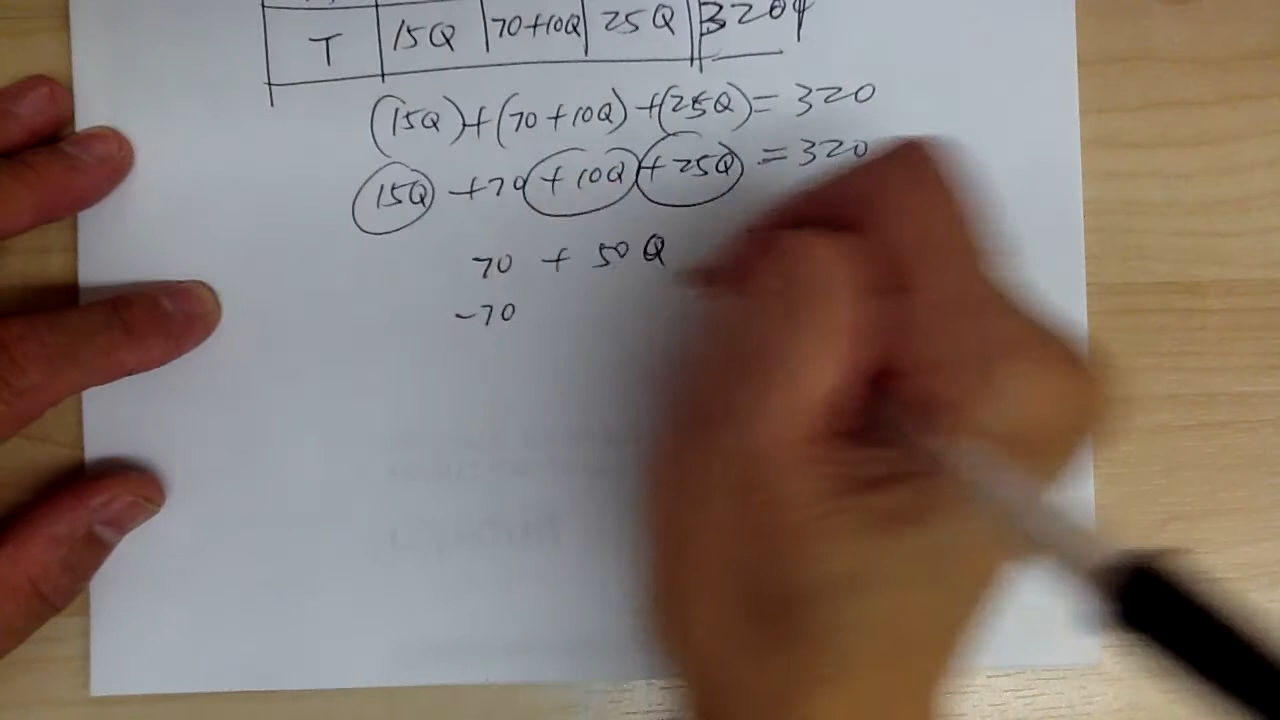 T 15Q 70+10Q 25Q 320¢
(15Q)+(70+10Q)+(25Q)=320
15Q +70+10Q+25Q =320
70 + 50Q
-70